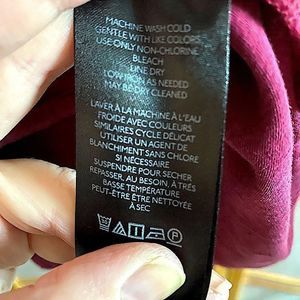 MACHINE WASH COLD
GENTLE WITH LIKE COLORS
USE ONLY NON-CHLORINE
BLEACH
LINE DRY
LOW IRON AS NEEDED
MAY BE DRY CLEANED
LAVER À LA MACHINE À L'EAU
FROIDE AVEC COULEURS
SIMILAIRES CYCLE DÉLICAT
UTILISER UN AGENT DE
BLANCHIMENT SANS CHLORE
SI NÉCESSAIRE
SUSPENDRE POUR SÉCHER
REPASSER, AU BESOIN, À TRÈS
BASSE TEMPÉRATURE
PEUT-ÊTRE ÊTRE NETTOYÉE
À SEC